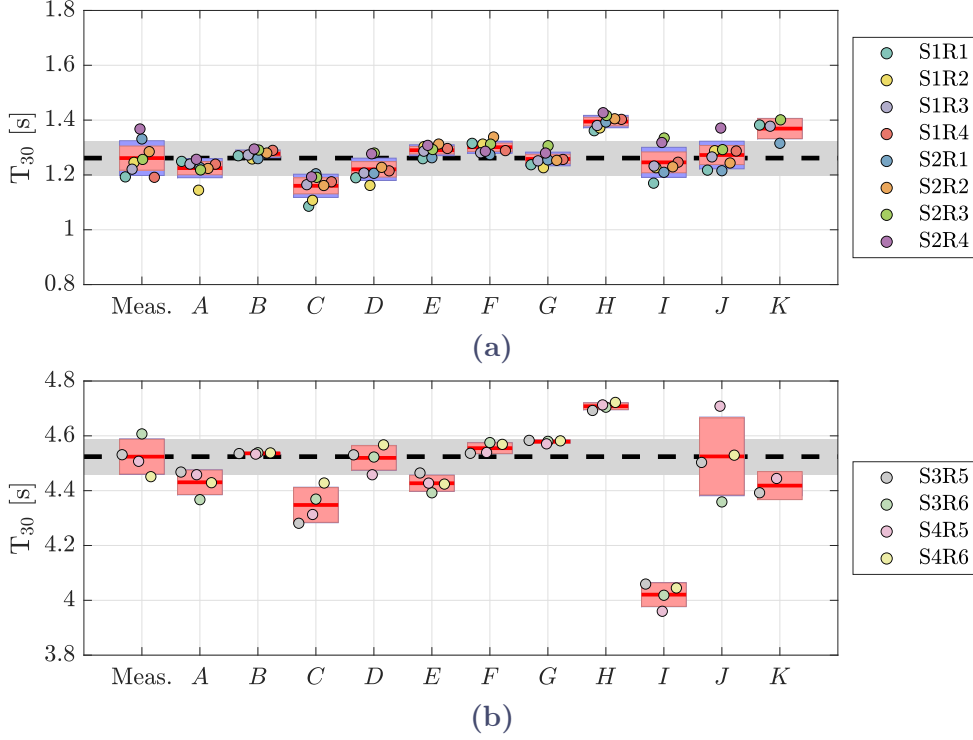 1.8
1.6
1.4
1.2
1
0.8
T30 [s]
Meas. A B C D E F G H I J K
S1R1
S1R2
S1R3
S1R4
S2R1
S2R2
S2R3
S2R4
(a)
4.8
4.6
4.4
4.2
4
3.8
T30 [s]
Meas. A B C D E F G H I J K
S3R5
S3R6
S4R5
S4R6
(b)